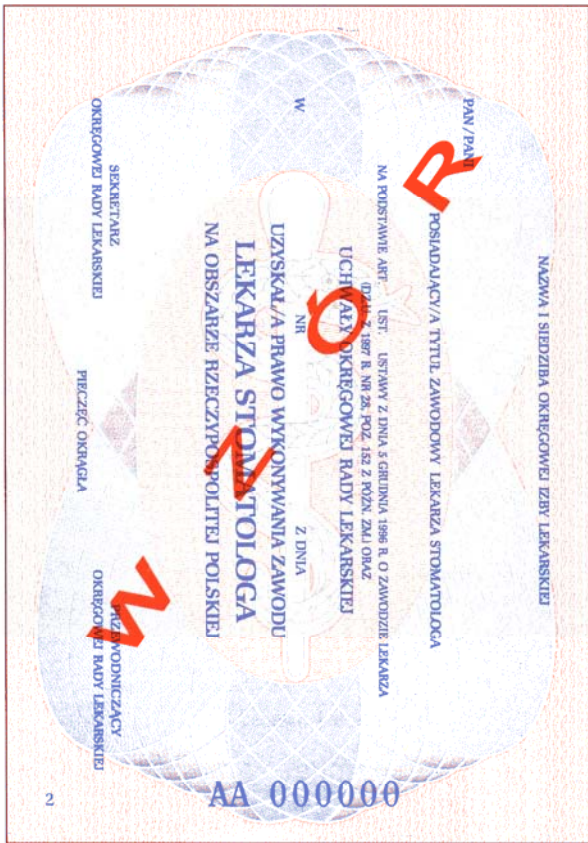 NAZWA I SIEDZIBA OKRĘGOWEJ IZBY LEKARSKIEJ
PAN/PANI
POSIADAJĄCY/A TYTUŁ ZAWODOWY LEKARZA STOMATOLOGA
NA PODSTAWIE ART. UST. USTAWY Z DNIA 5 GRUDNIA 1996 R. O ZAWODZIE LEKARZA
(DZ.U. Z 1997 R. NR 28, POZ. 152 Z PÓŹN. ZM.) ORAZ
UCHWAŁY OKRĘGOWEJ RADY LEKARSKIEJ
W NR Z DNIA
UZYSKAŁ/A PRAWO WYKONYWANIA ZAWODU
LEKARZA STOMATOLOGA
NA OBSZARZE RZECZYPOSPOLITEJ POLSKIEJ
SEKRETARZ
OKRĘGOWEJ RADY LEKARSKIEJ
PIECZĘĆ OKRĄGŁA
PRZEWODNICZĄCY
OKRĘGOWEJ RADY LEKARSKIEJ
WZÓR
2
AA 000000